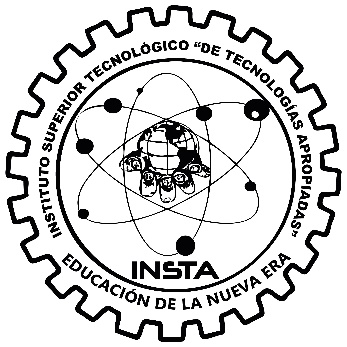 INSTITUTO SUPERIOR TECNOLÓGICO "DE TECNOLOGÍAS APROPIADAS"
INSTA
EDUCACIÓN DE LA NUEVA ERA